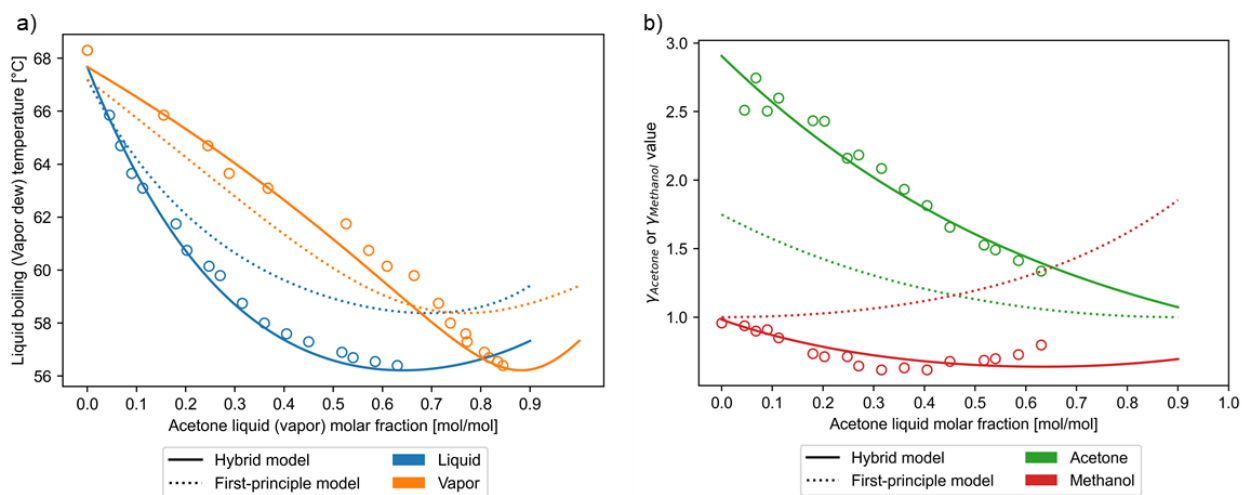 a)
Liquid boiling (Vapor dew) temperature [°C]
68
66
64
62
60
58
56
0.0 0.1 0.2 0.3 0.4 0.5 0.6 0.7 0.8 0.9
Acetone liquid (vapor) molar fraction [mol/mol]
Hybrid model
First-principle model
Liquid
Vapor
b)
γAcetone or γMethanol value
3.0
2.5
2.0
1.5
1.0
0.0 0.1 0.2 0.3 0.4 0.5 0.6 0.7 0.8 0.9 1.0
Acetone liquid molar fraction [mol/mol]
Hybrid model
First-principle model
Acetone
Methanol